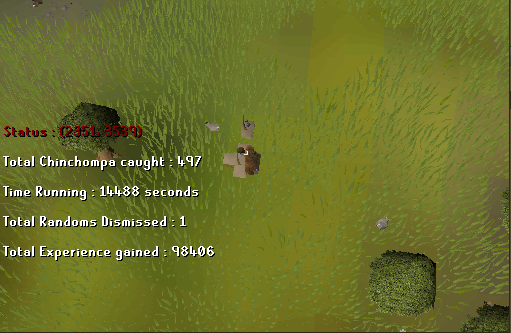 Status : (2351, 3539)
Total Chinchompa caught : 497
Time Running : 14488 seconds
Total Randoms Dismissed : 1
Total Experience gained : 98406